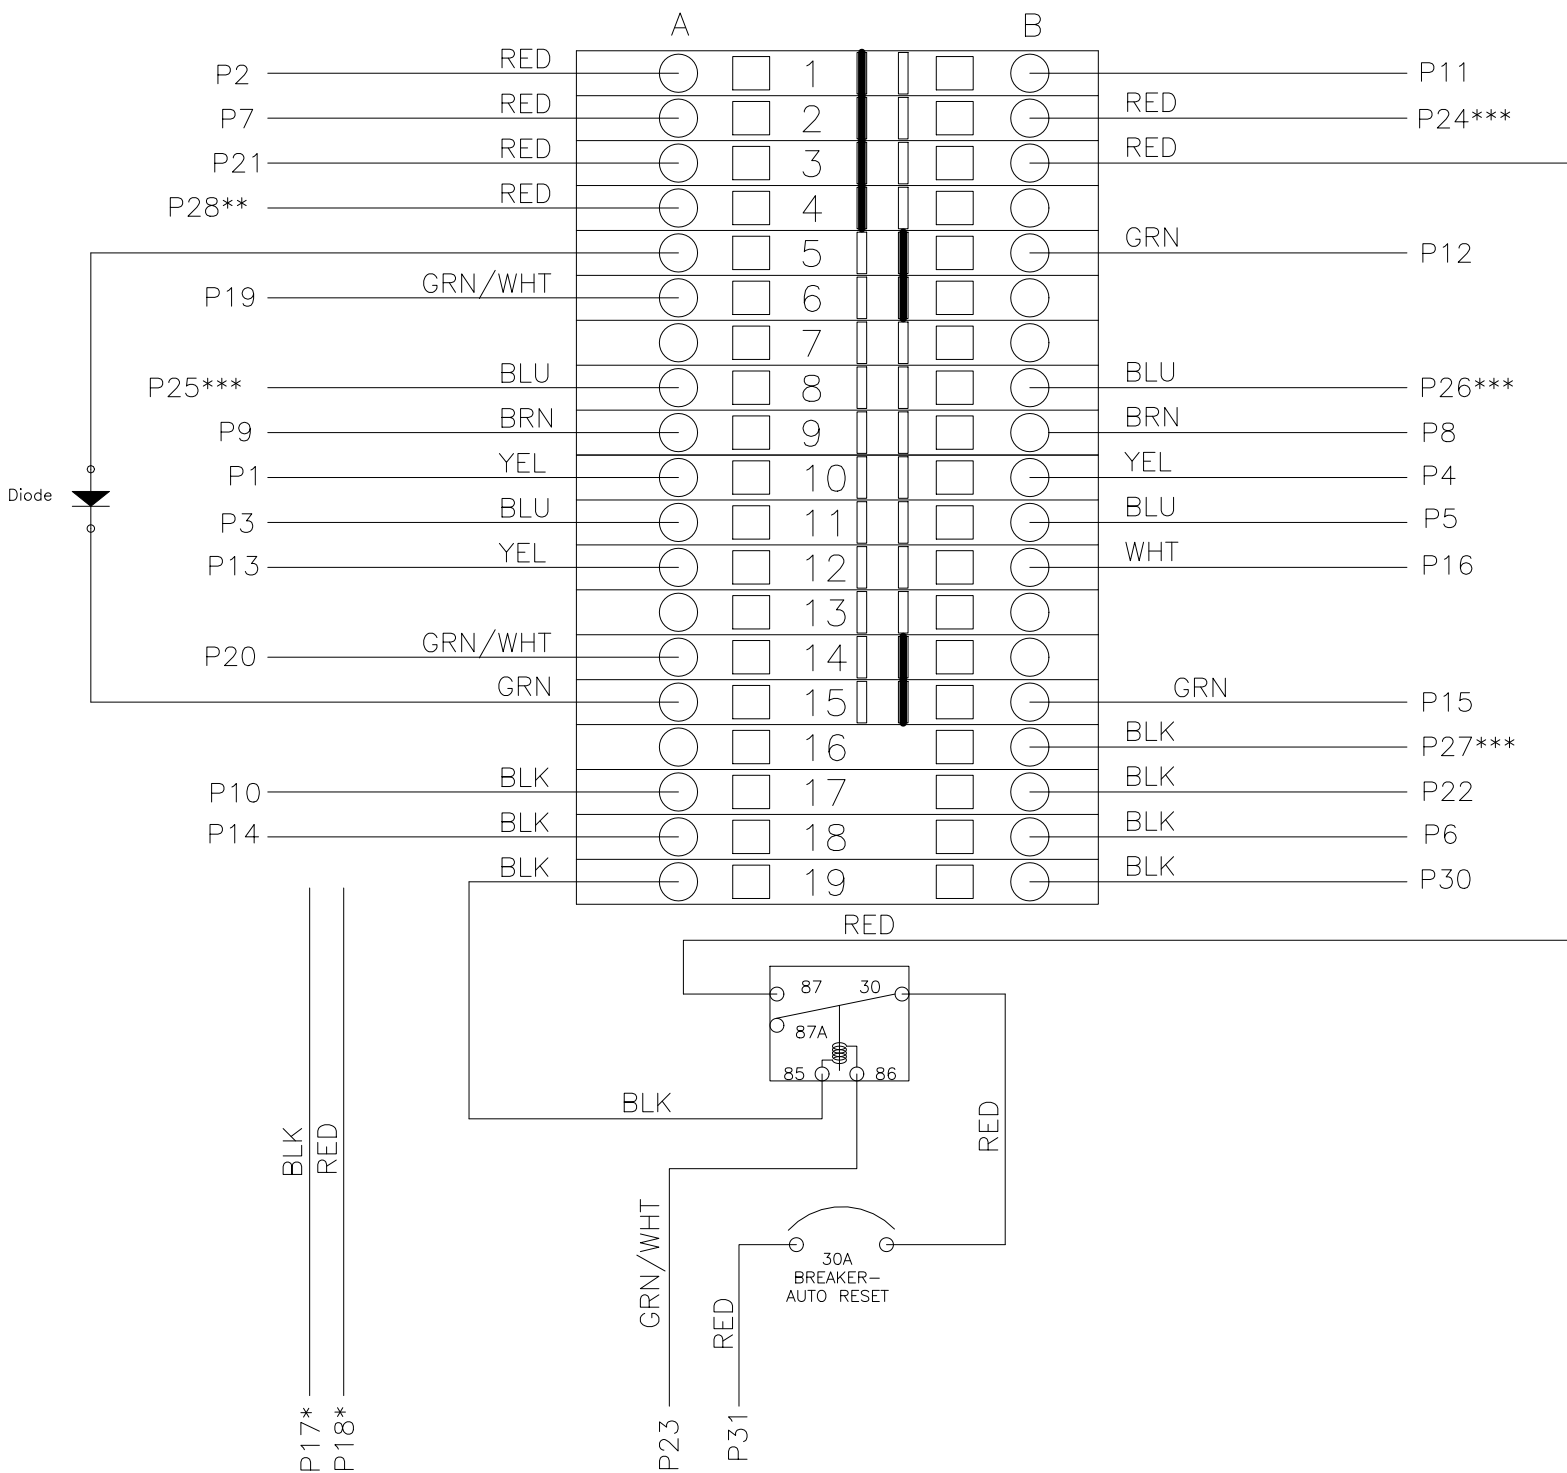 A B
P2 RED 1 P11
P7 RED 2 RED P24***
P21 RED 3 RED
P28** RED 4
5 GRN P12
P19 GRN/WHT 6
7
P25*** BLU 8 BLU P26***
P9 BRN 9 BRN P8
P1 YEL 10 YEL P4
Diode
P3 BLU 11 BLU P5
P13 YEL 12 WHT P16
13
P20 GRN/WHT 14
GRN 15 GRN P15
16 BLK P27***
P10 BLK 17 BLK P22
P14 BLK 18 BLK P6
BLK 19 BLK P30
RED
87 30
87A
85 86
BLK
BLK
RED
RED
GRN/WHT
RED
30A
BREAKER-
AUTO RESET
P17*
P18*
P23
P31